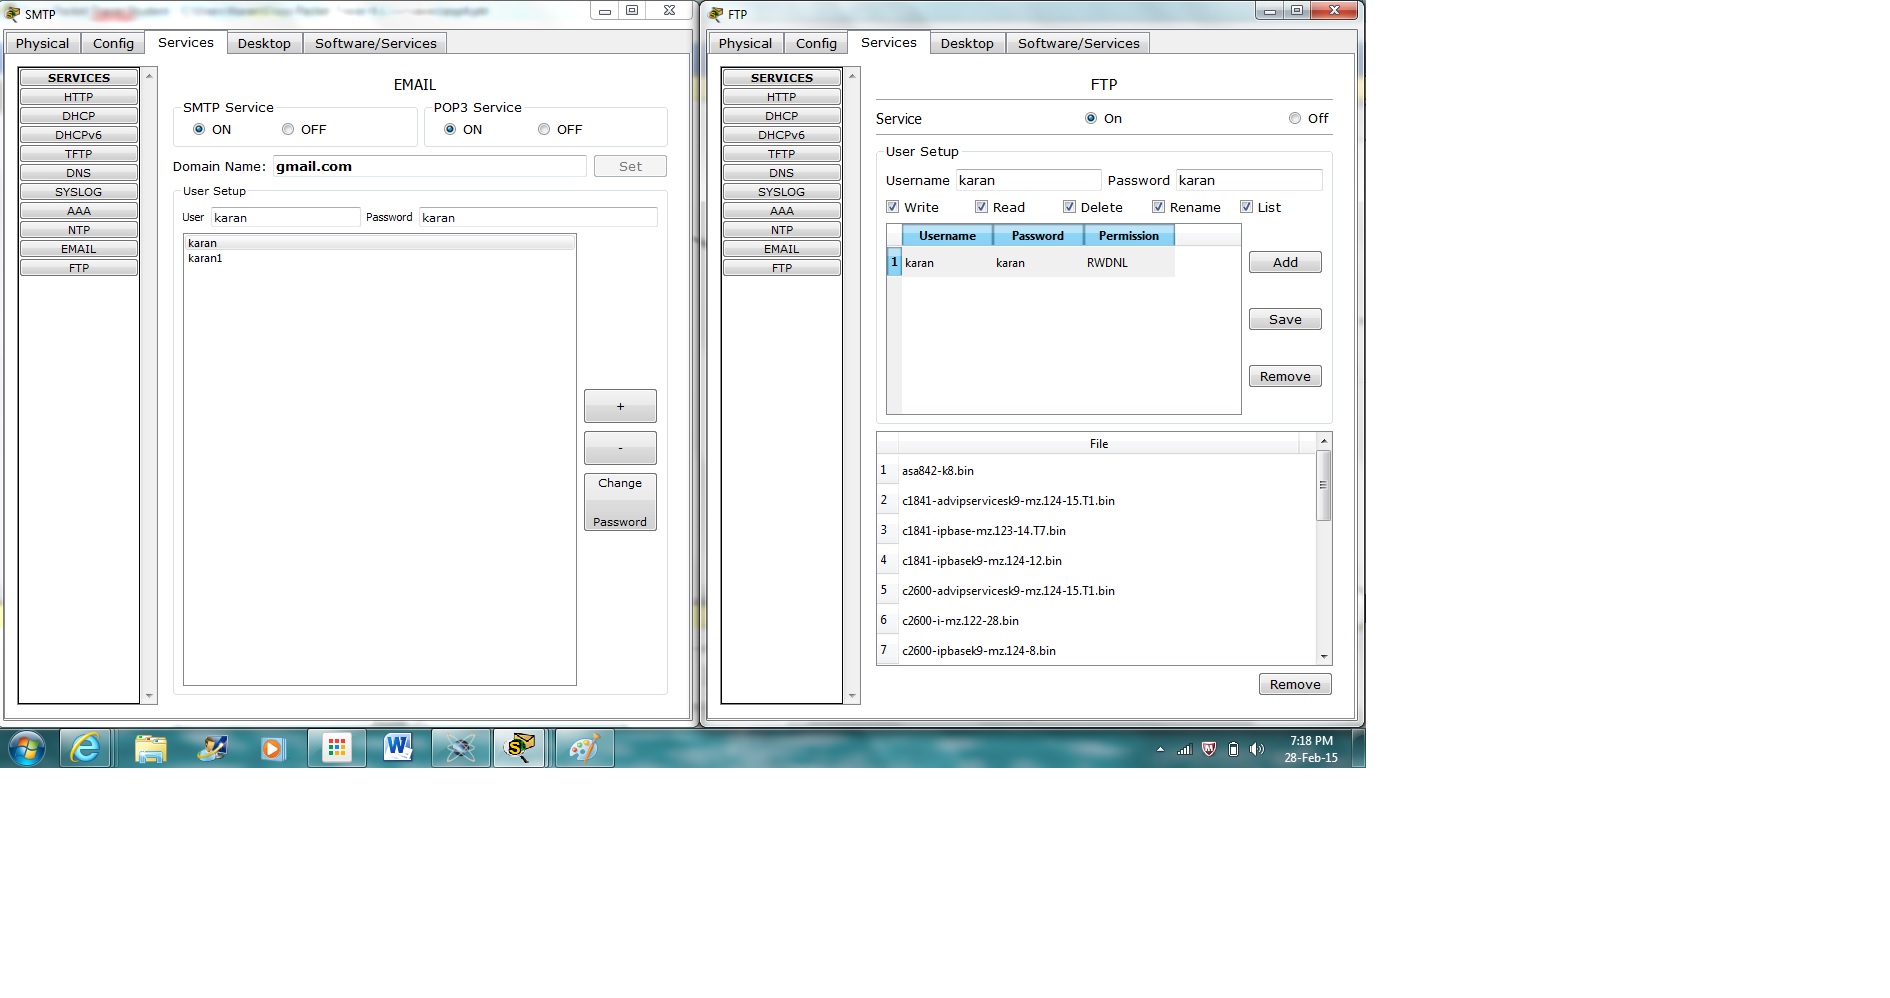 SMTP
Physical Config Services Desktop Software/Services
SERVICES
HTTP
DHCP
DHCPv6
TFTP
DNS
SYSLOG
AAA
NTP
EMAIL
FTP
EMAIL
SMTP Service
ON OFF
POP3 Service
ON OFF
Domain Name: gmail.com Set
User Setup
User karan Password karan
karan
karan1
+
-
Change
Password
FTP
Physical Config Services Desktop Software/Services
SERVICES
HTTP
DHCP
DHCPv6
TFTP
DNS
SYSLOG
AAA
NTP
EMAIL
FTP
FTP
Service On Off
User Setup
Username karan Password karan
Write Read Delete Rename List
Username Password Permission
1 karan karan RWDNL
Add
Save
Remove
File
1 asa842-k8.bin
2 c1841-advipservicesk9-mz.124-15.T1.bin
3 c1841-ipbase-mz.123-14.T7.bin
4 c1841-ipbasek9-mz.124-12.bin
5 c2600-advipservicesk9-mz.124-15.T1.bin
6 c2600-i-mz.122-28.bin
7 c2600-ipbasek9-mz.124-8.bin
Remove
7:18 PM
28-Feb-15